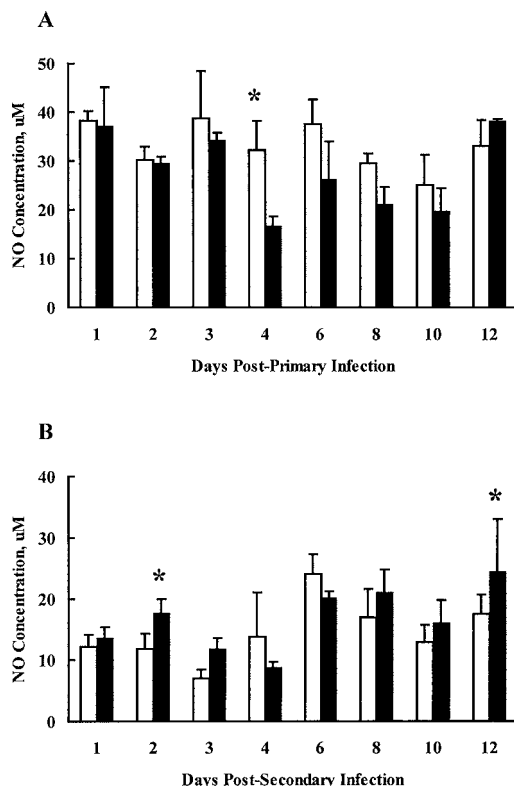 A
50
40
30
20
10
0
NO Concentration, uM
*
1 2 3 4 6 8 10 12
Days Post-Primary Infection
B
40
30
20
10
0
NO Concentration, uM
*
*
1 2 3 4 6 8 10 12
Days Post-Secondary Infection